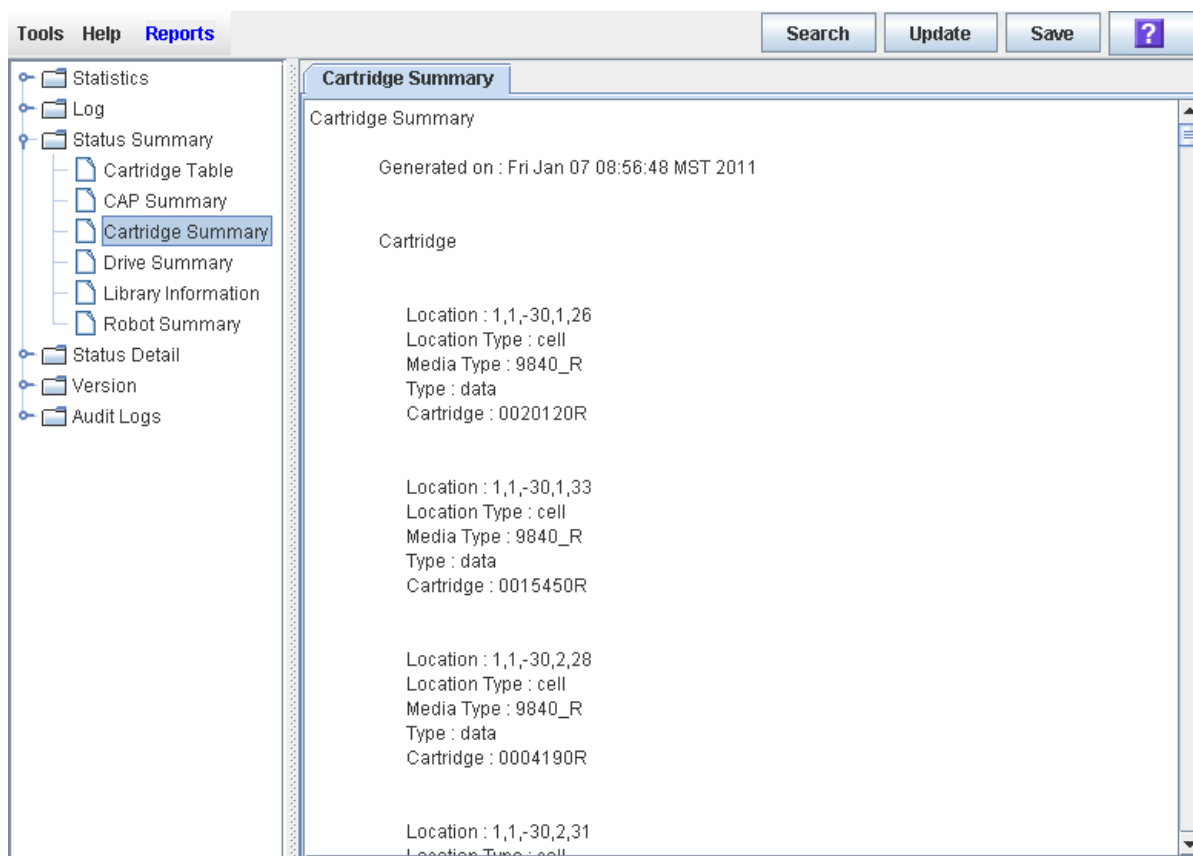 Tools Help Reports
Search Update Save ?
Statistics
Log
Status Summary
Cartridge Table
CAP Summary
Cartridge Summary
Drive Summary
Library Information
Robot Summary
Status Detail
Version
Audit Logs
Cartridge Summary
Cartridge Summary
Generated on : Fri Jan 07 08:56:48 MST 2011
Cartridge
Location : 1,1,-30,1,26
Location Type : cell
Media Type : 9840_R
Type : data
Cartridge : 0020120R
Location : 1,1,-30,1,33
Location Type : cell
Media Type : 9840_R
Type : data
Cartridge : 0015450R
Location : 1,1,-30,2,28
Location Type : cell
Media Type : 9840_R
Type : data
Cartridge : 0004190R
Location : 1,1,-30,2,31
Location Type : cell